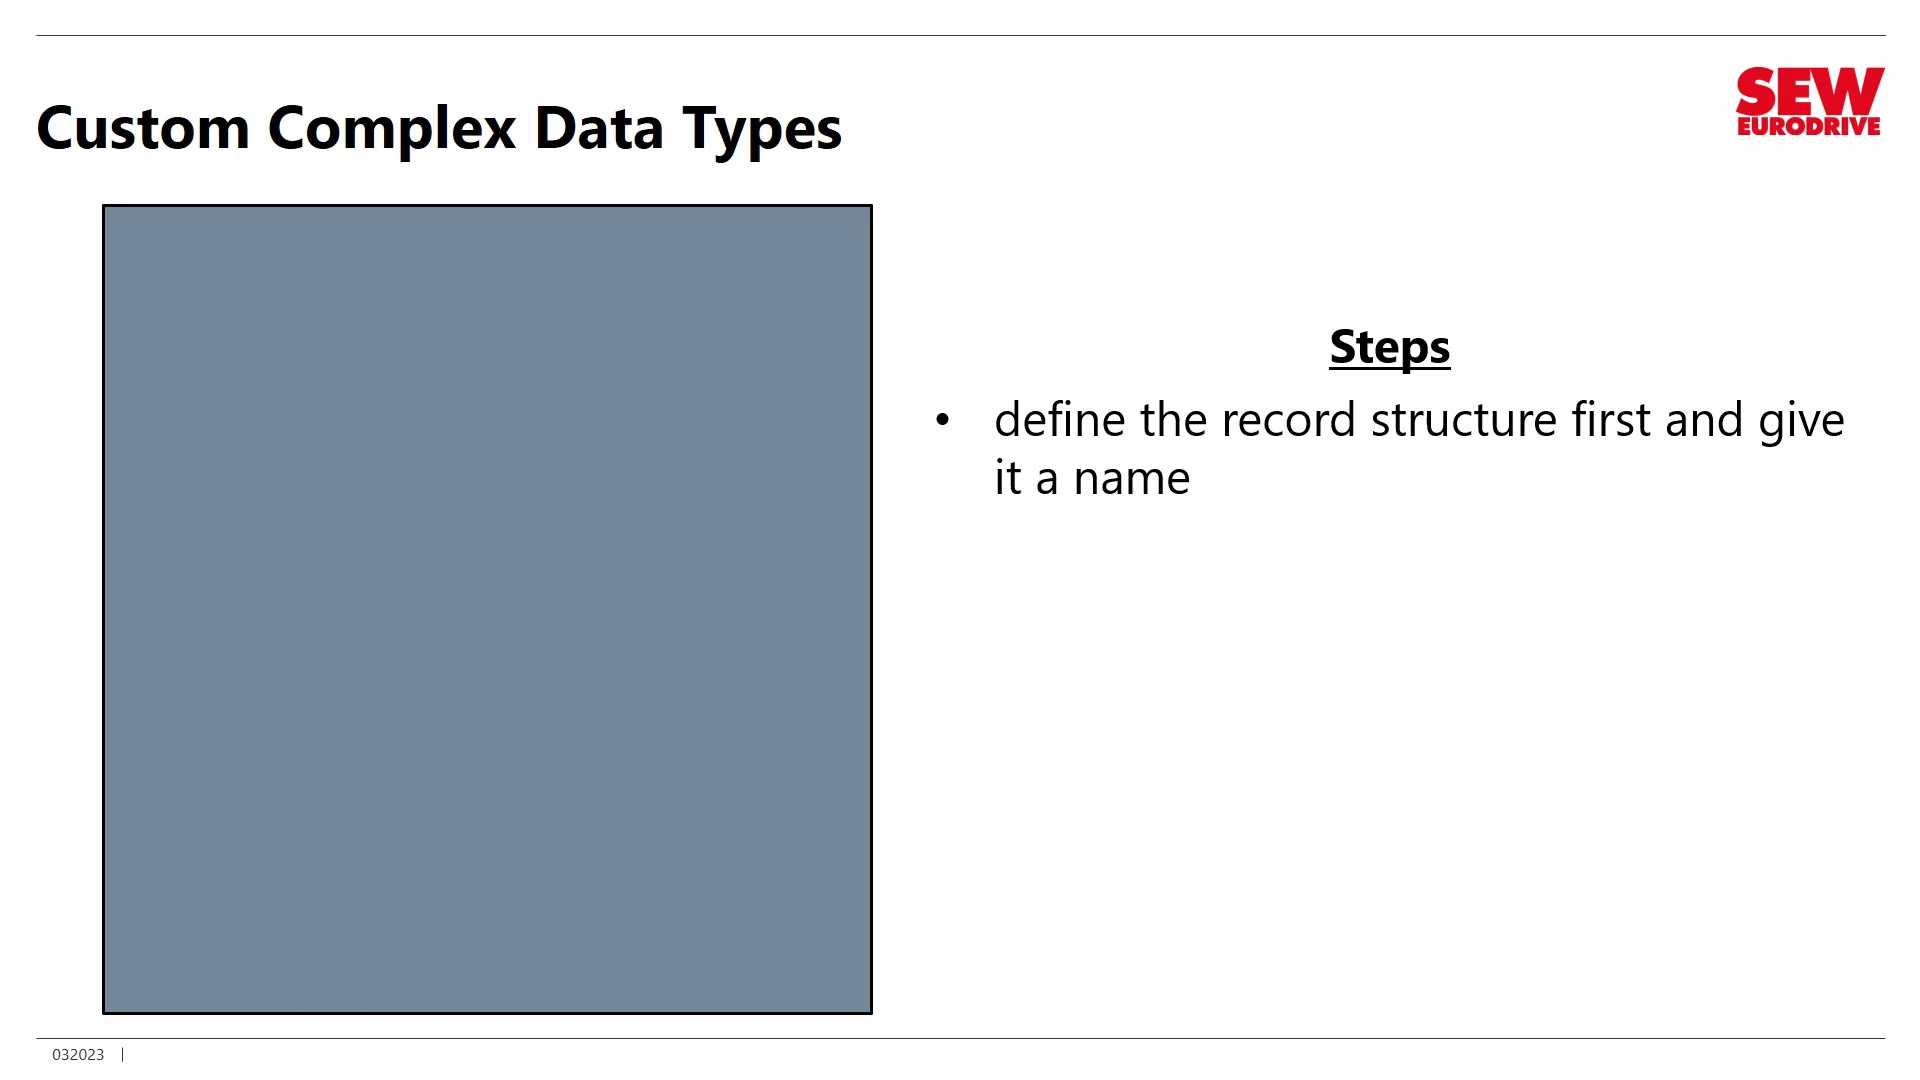 SEW
EURODRIVE
Custom Complex Data Types
Steps
• define the record structure first and give
it a name
032023 |